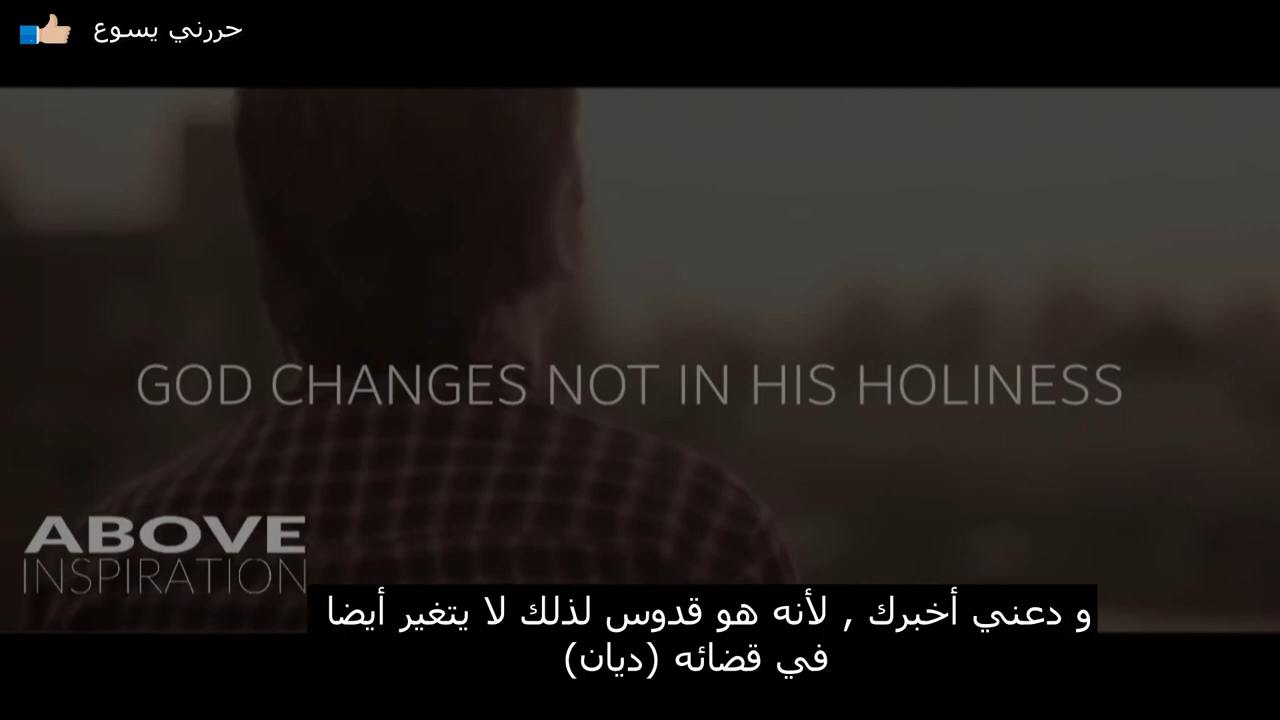 حررني يسوع
GOD CHANGES NOT IN HIS HOLINESS
ABOVE
INSPIRATION
و دعني أخبرك , لأنه هو قدوس لذلك لا يتغير أيضا
في قضائه (ديان)